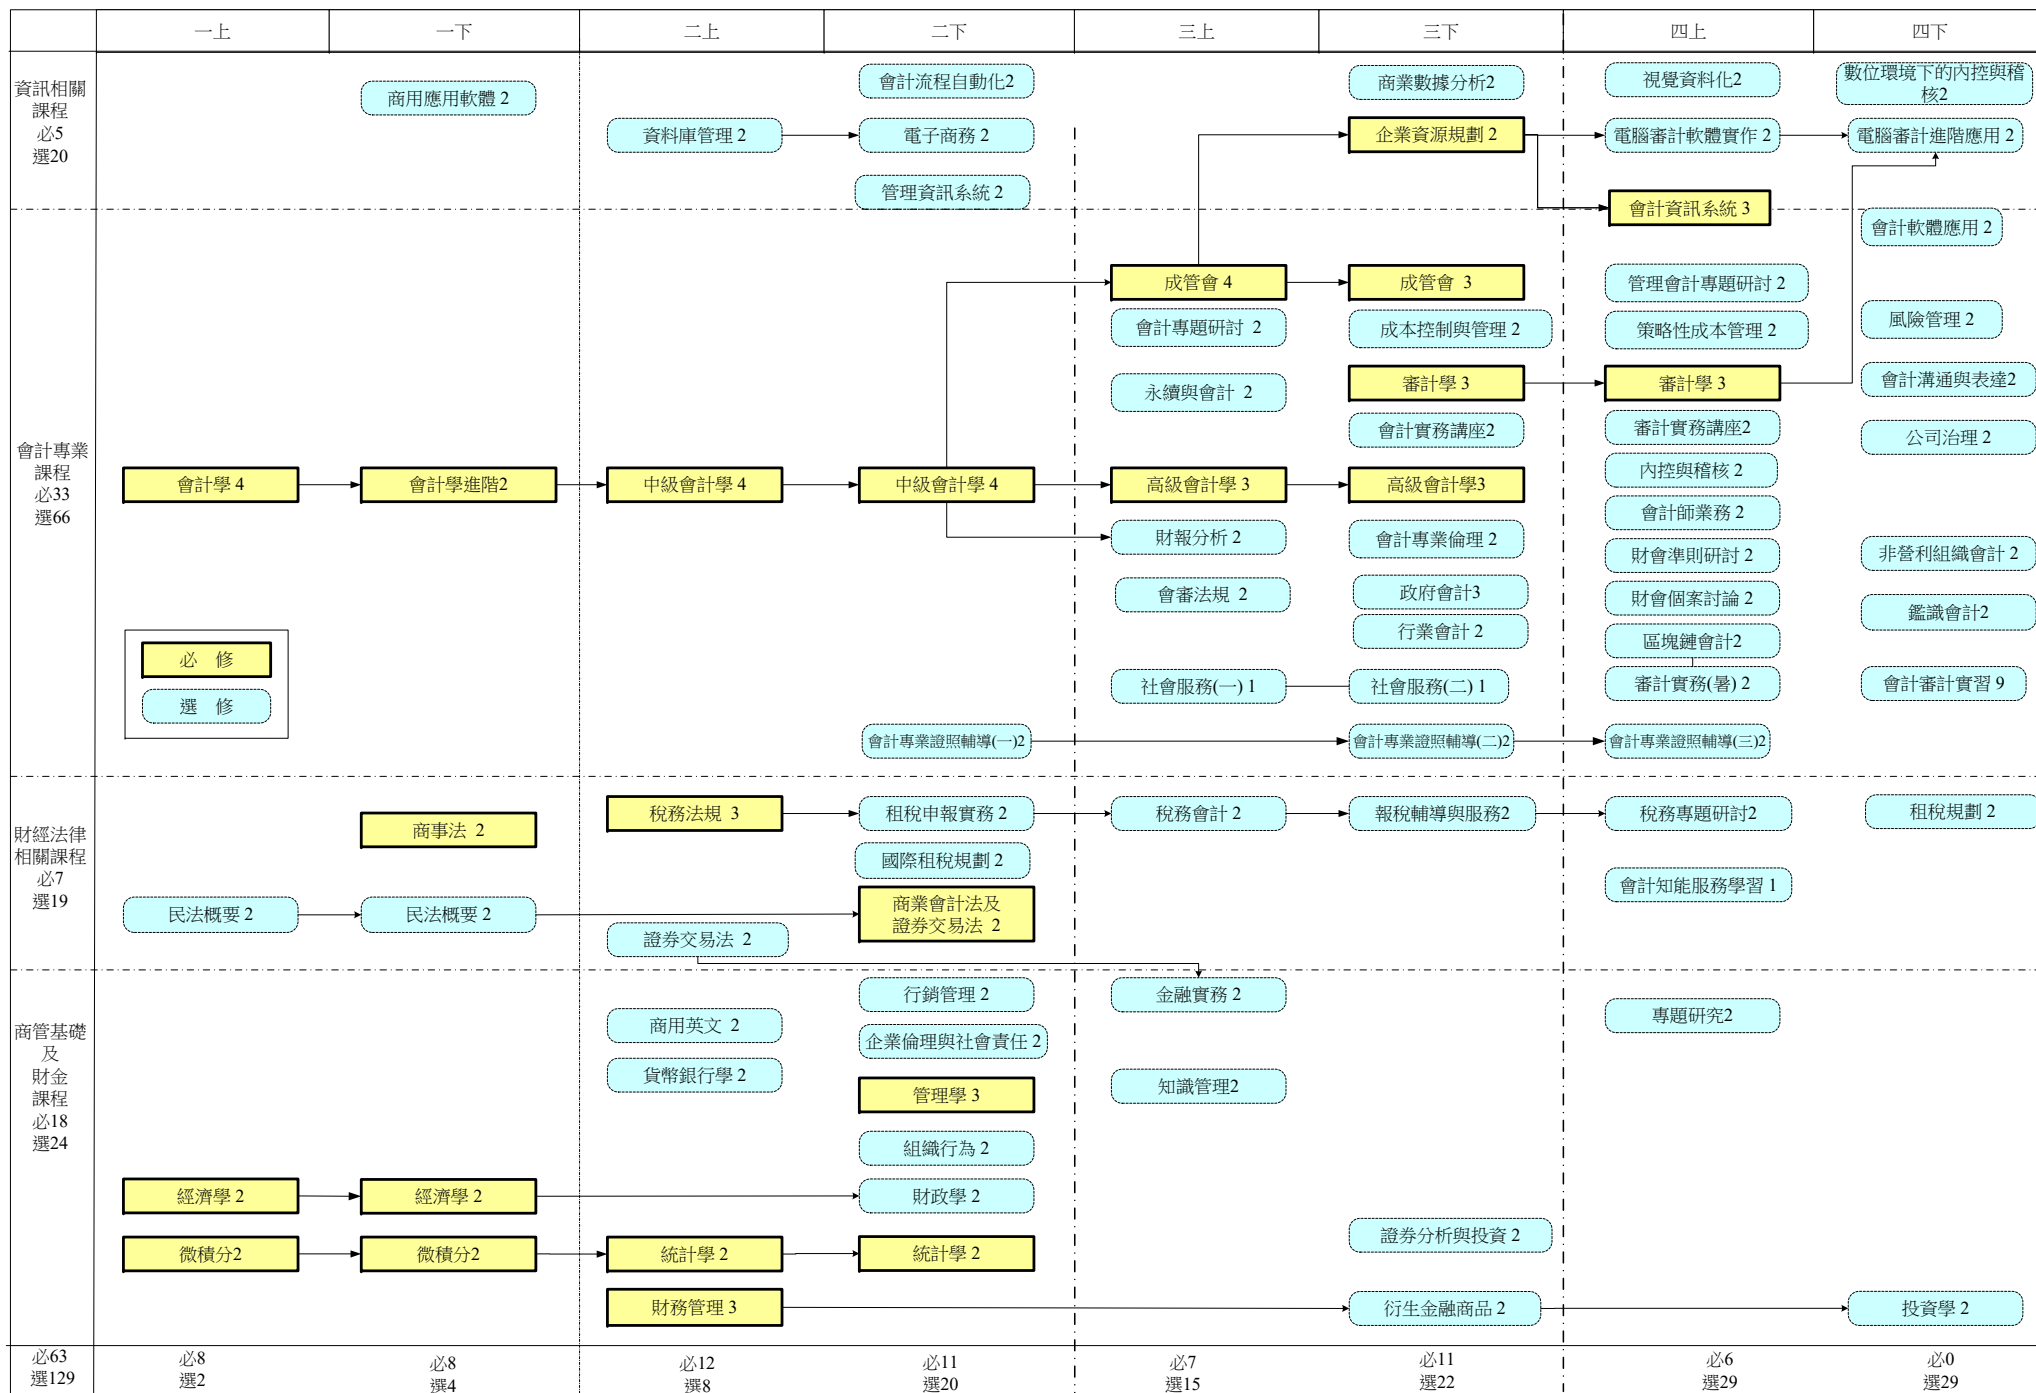 一上
一下
二上
二下
三上
三下
四上
四下
資訊相關
課程
必5
選20
商用應用軟體 2
會計流程自動化2
商業數據分析2
視覺資料化2
數位環境下的內控與稽
核2
資料庫管理 2
電子商務 2
企業資源規劃 2
電腦審計軟體實作 2
電腦審計進階應用 2
管理資訊系統 2
會計資訊系統 3
會計專業
課程
必33
選66
會計軟體應用 2
成管會 4
成管會 3
管理會計專題研討 2
會計專題研討 2
成本控制與管理 2
策略性成本管理 2
風險管理 2
永續與會計 2
審計學 3
審計學 3
會計溝通與表達2
會計實務講座2
審計實務講座2
公司治理 2
會計學 4
會計學進階2
中級會計學 4
中級會計學 4
高級會計學 3
高級會計學3
內控與稽核 2
會計師業務 2
財報分析 2
會計專業倫理 2
財會準則研討 2
非營利組織會計 2
會審法規 2
政府會計3
財會個案討論 2
鑑識會計2
行業會計 2
區塊鏈會計2
必 修
選 修
社會服務(一) 1
社會服務(二) 1
審計實務(暑) 2
會計審計實習 9
會計專業證照輔導(一)2
會計專業證照輔導(二)2
會計專業證照輔導(三)2
財經法律
相關課程
必7
選19
商事法 2
稅務法規 3
租稅申報實務 2
稅務會計 2
報稅輔導與服務2
稅務專題研討2
租稅規劃 2
國際租稅規劃 2
會計知能服務學習 1
民法概要 2
民法概要 2
商業會計法及
證券交易法 2
證券交易法 2
商管基礎
及
財金
課程
必18
選24
行銷管理 2
金融實務 2
商用英文 2
企業倫理與社會責任 2
專題研究2
貨幣銀行學 2
管理學 3
知識管理2
組織行為 2
經濟學 2
經濟學 2
財政學 2
微積分2
微積分2
統計學 2
統計學 2
證券分析與投資 2
財務管理 3
衍生金融商品 2
投資學 2
必63
選129
必8
選2
必8
選4
必12
選8
必11
選20
必7
選15
必11
選22
必6
選29
必0
選29